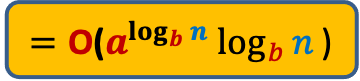 = O(a^{log_b n} log_b n )